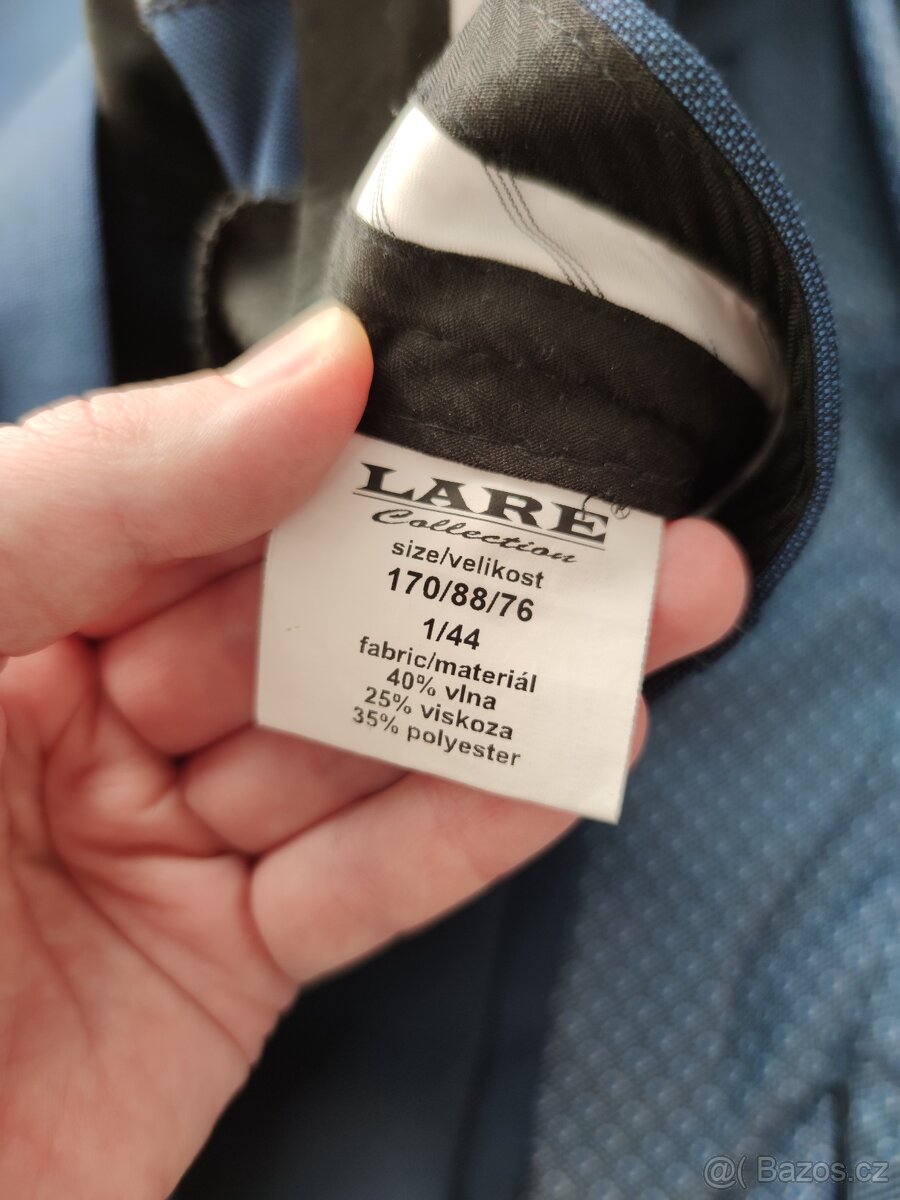 LARE®
Collection
size/velikost
170/88/76
1/44
fabric/materiál
40% vlna
25% viskoza
35% polyester
@( Bazos.cz